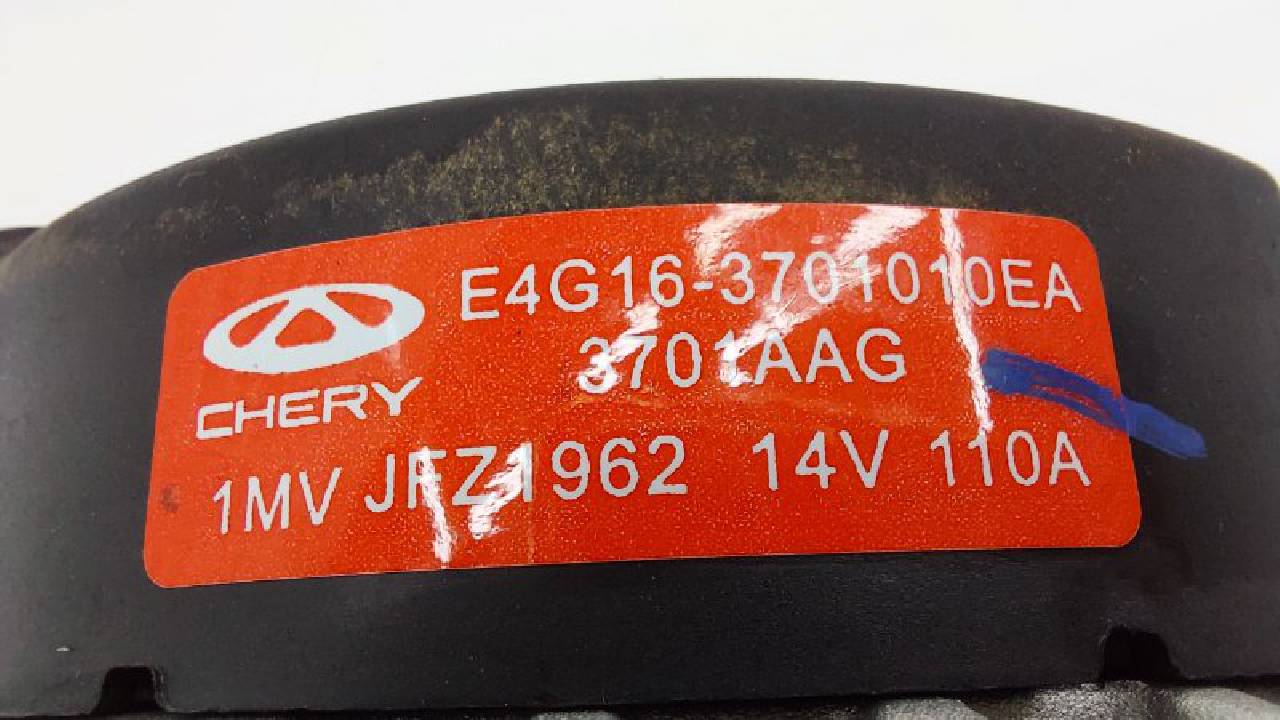 E4G16-3701010EA
3701AAG
CHERY
1MV JFZ1962 14V 110A